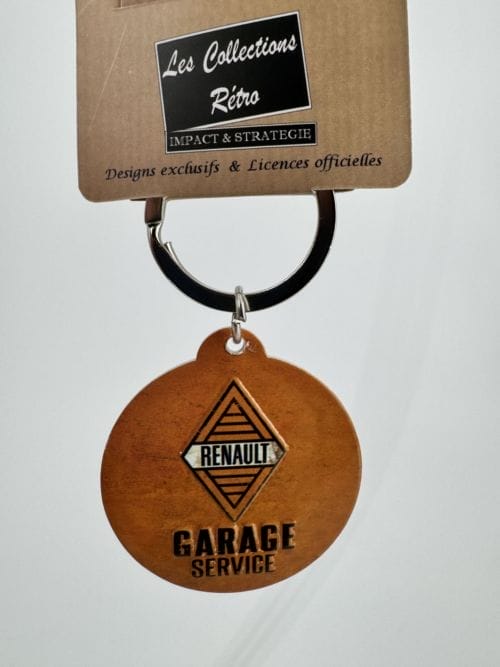 Les Collections
Rétro
IMPACT & STRATEGIE
Designs exclusifs & Licences officielles
RENAULT
GARAGE
SERVICE